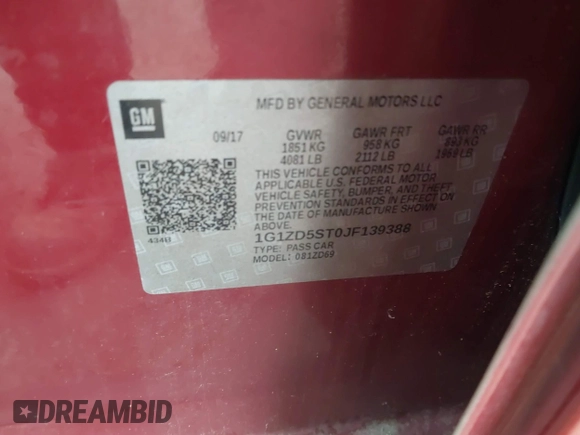 GM
MFD BY GENERAL MOTORS LLC
09/17 GVWR GAWR FRT GAWR RR
1851 KG 958 KG 893 KG
4081 LB 2112 LB 1969 LB
THIS VEHICLE CONFORMS TO ALL
APPLICABLE U.S. FEDERAL MOTOR
VEHICLE SAFETY, BUMPER, AND THEFT
PREVENTION STANDARDS IN EFFECT ON
THE DATE OF MANUFACTURE SHOWN
ABOVE.
434U
1G1ZD5ST0JF139388
TYPE: PASS CAR
MODEL: 081ZD69
DREAMBID